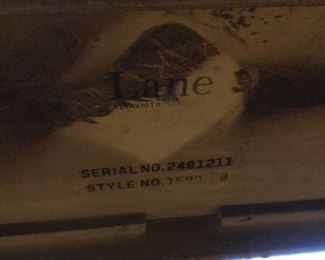 Lane
ALTAVISTA
SERIAL NO. 2481211
STYLE NO.